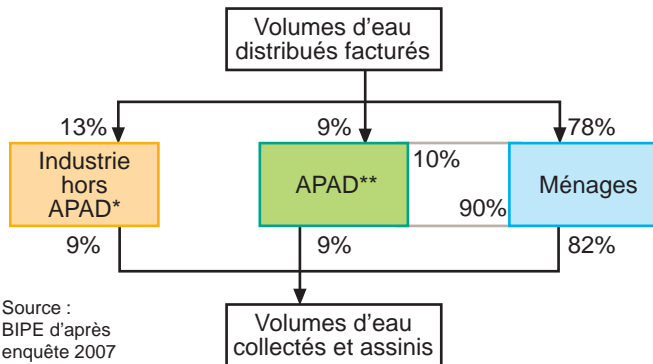 Volumes d'eau
distribués facturés
13%
9%
78%
Industrie
hors
APAD*
APAD**
10%
90%
Ménages
9%
9%
82%
Source :
BIPE d'après
enquête 2007
Volumes d'eau
collectés et assinis